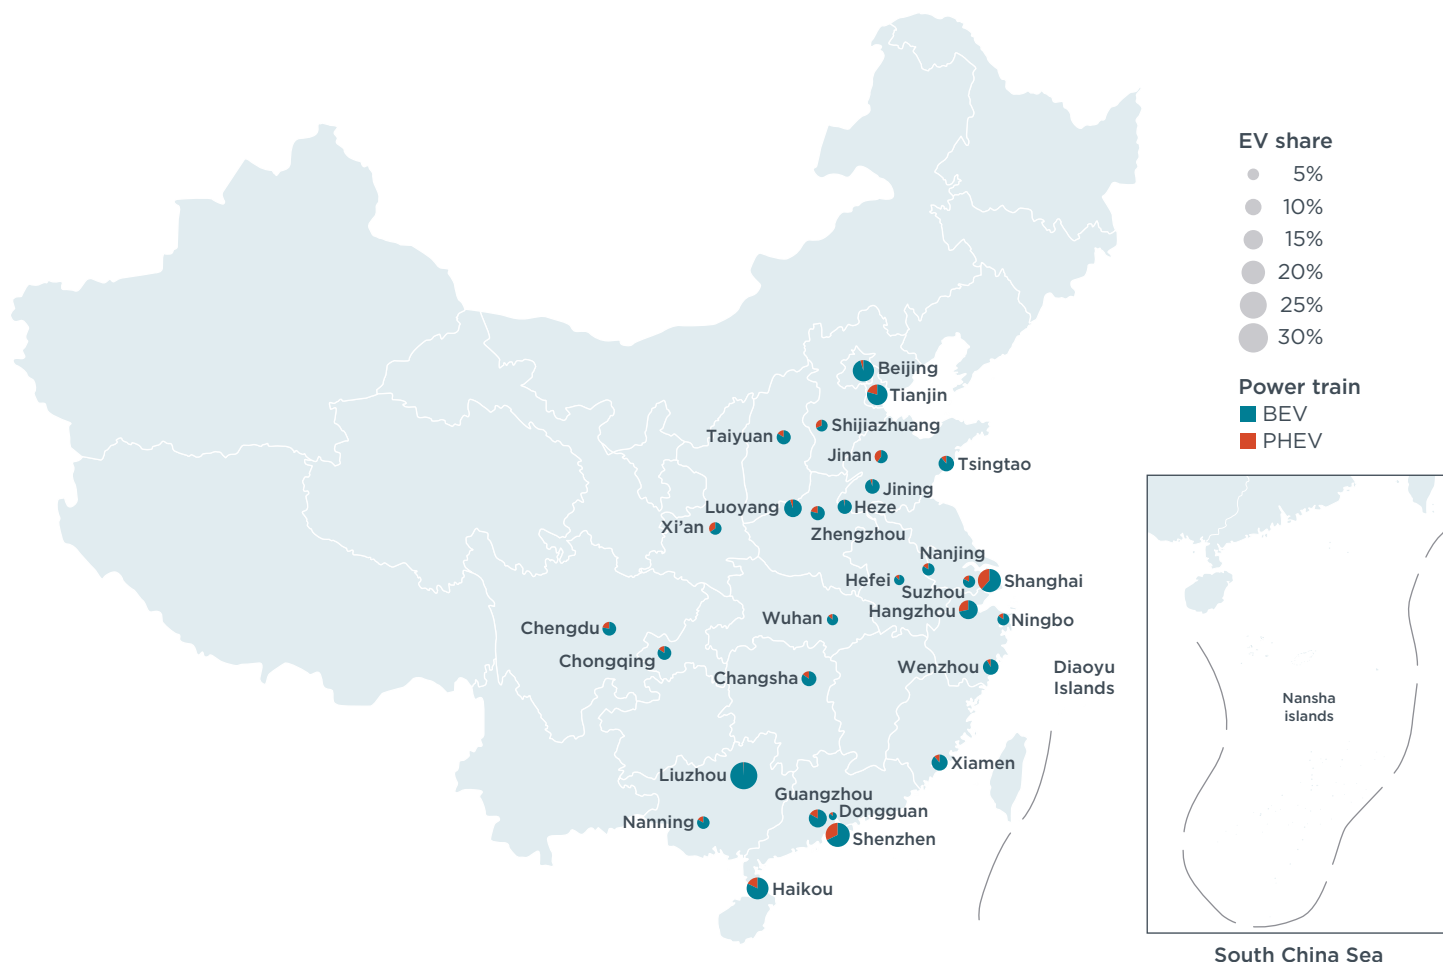 EV share
5%
10%
15%
20%
25%
30%
Power train
BEV
PHEV
Beijing
Tianjin
Shijiazhuang
Taiyuan
Jinan
Tsingtao
Jining
Luoyang
Heze
Xi’an
Zhengzhou
Nanjing
Hefei
Shanghai
Suzhou
Hangzhou
Wuhan
Ningbo
Chengdu
Chongqing
Wenzhou
Changsha
Diaoyu
Islands
Xiamen
Liuzhou
Guangzhou
Dongguan
Nanning
Shenzhen
Haikou
Nansha
islands
South China Sea